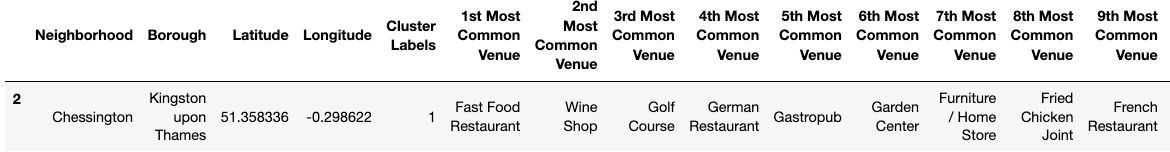 Neighborhood Borough Latitude Longitude Cluster Labels 1st Most Common Venue 2nd Most Common Venue 3rd Most Common Venue 4th Most Common Venue 5th Most Common Venue 6th Most Common Venue 7th Most Common Venue 8th Most Common Venue 9th Most Common Venue
2 Chessington Kingston upon Thames 51.358336 -0.298622 1 Fast Food Restaurant Wine Shop Golf Course German Restaurant Gastropub Garden Center Furniture / Home Store Fried Chicken Joint French Restaurant